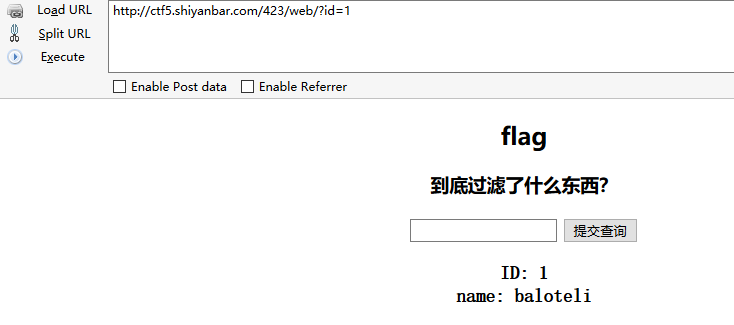 Load URL
http://ctf5.shiyanbar.com/423/web/?id=1
Split URL
Execute
Enable Post data
Enable Referrer
flag
到底过滤了什么东西？
提交查询
ID: 1
name: baloteli